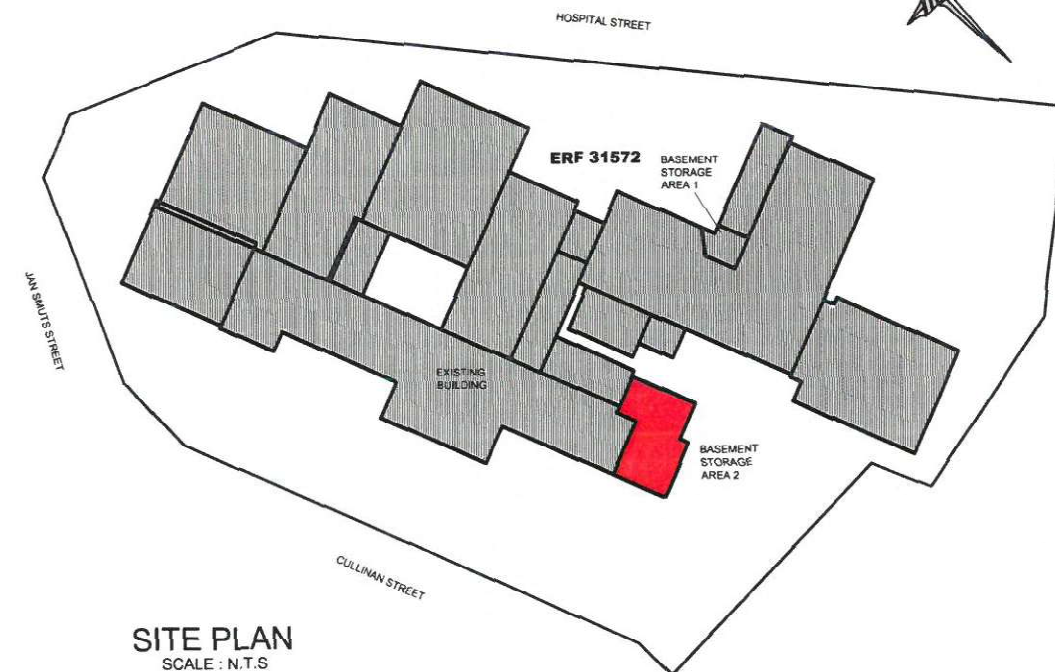 HOSPITAL STREET
ERF 31572
BASEMENT
STORAGE
AREA 1
JAN SMUTS STREET
EXISTING
BUILDING
BASEMENT
STORAGE
AREA 2
CULLINAN STREET
SITE PLAN
SCALE : N.T.S